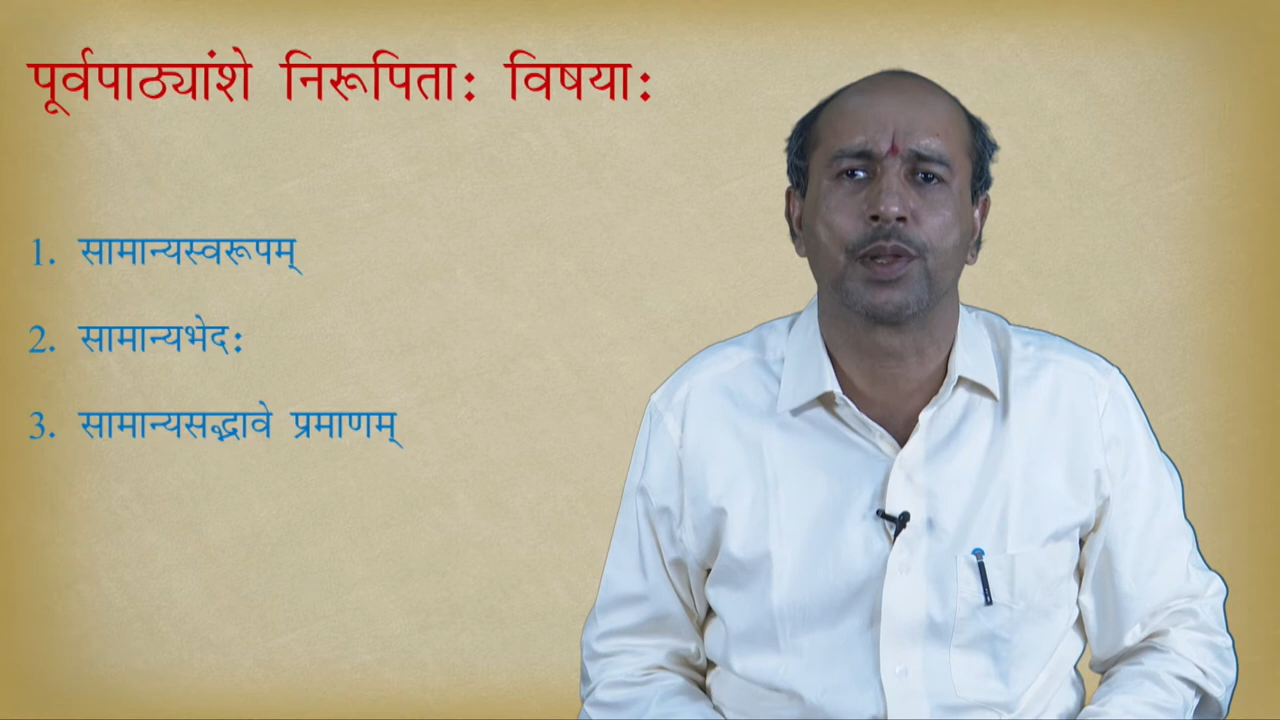 पूर्वपाठ्यांशे निरूपिताः विषयाः
1. सामान्यस्वरूपम्
2. सामान्यभेदः
3. सामान्यसद्भावे प्रमाणम्